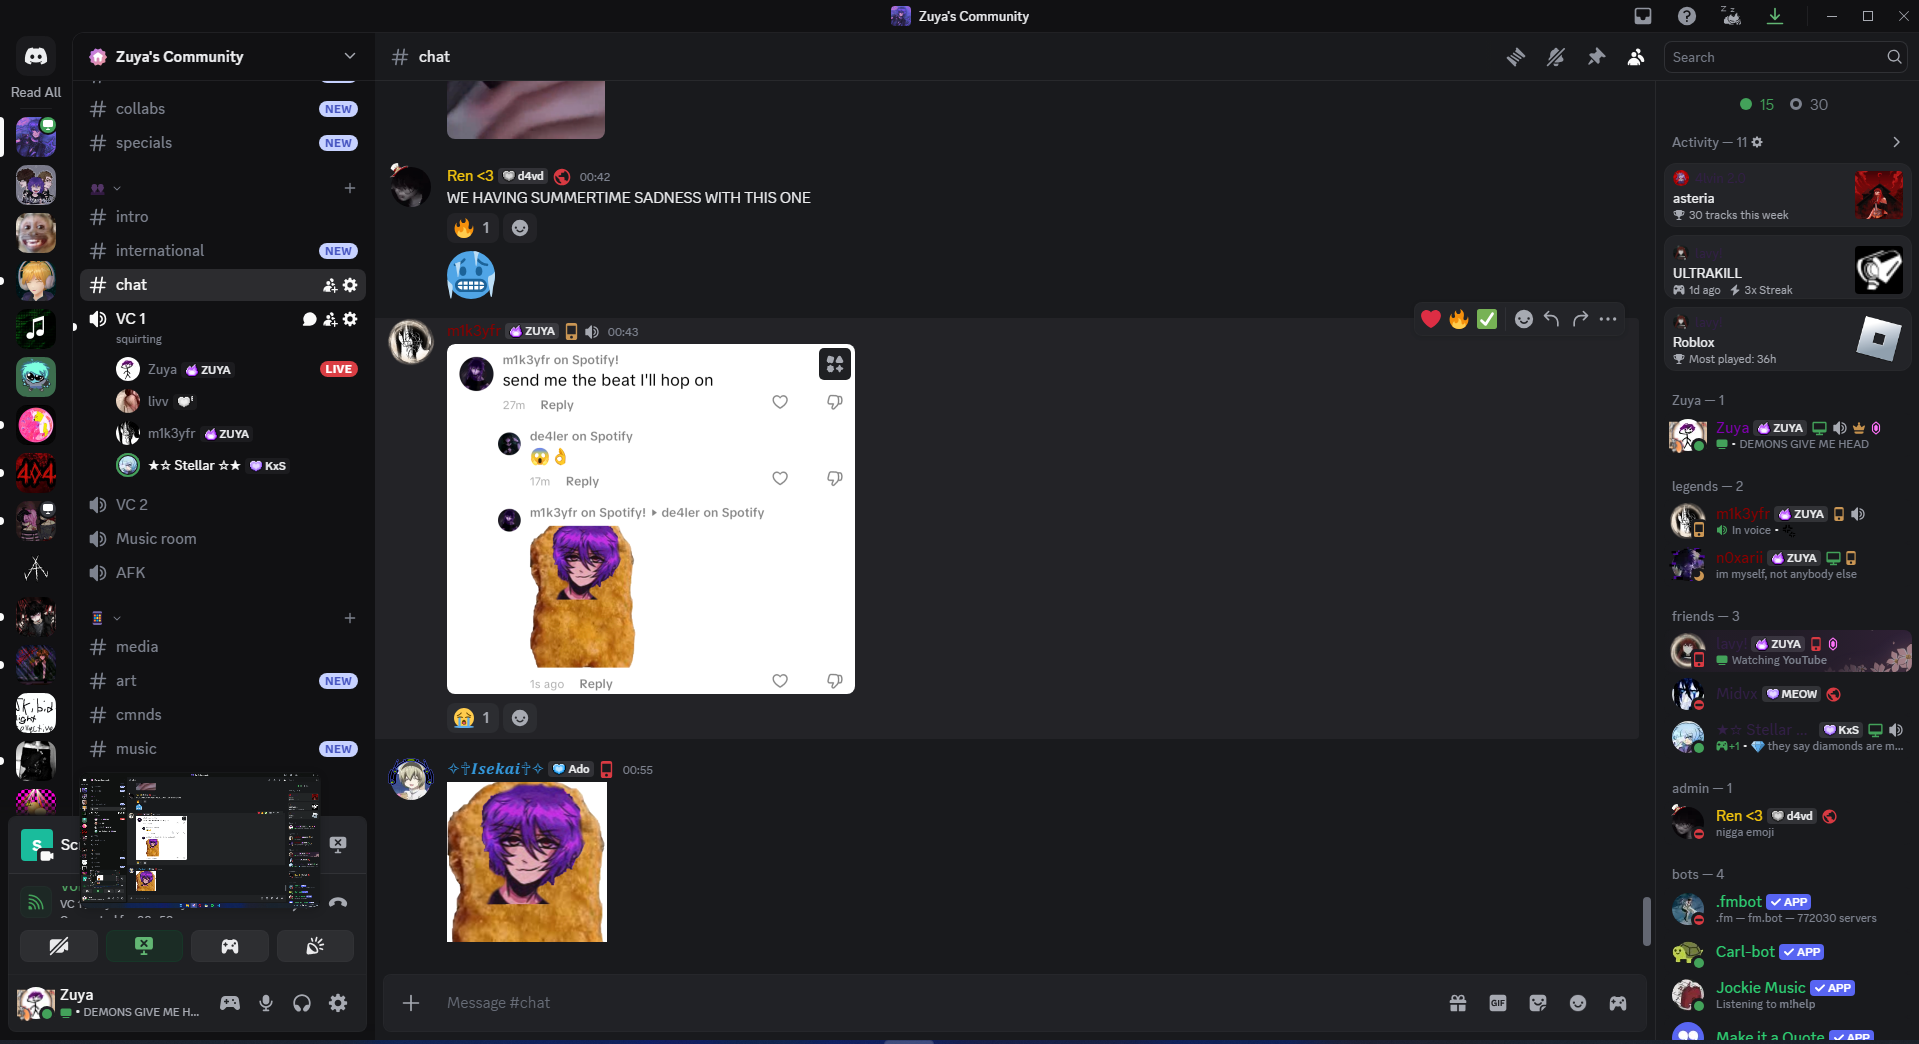 Zuya's Community
Read All
Zuya's Community
collabs
NEW
specials
NEW
intro
international
NEW
chat
VC 1
squirting
Zuya ZUYA
LIVE
livv
m1k3yfr ZUYA
★☆ Stellar ☆★ KxS
VC 2
Music room
AFK
media
art
NEW
cmnds
music
NEW
404
Zuya
DEMONS GIVE ME H...
chat
Ren <3 d4vd 00:42
WE HAVING SUMMERTIME SADNESS WITH THIS ONE
🔥 1
🥶
m1k3yfr ZUYA 00:43
m1k3yfr on Spotify!
send me the beat I'll hop on
27m Reply
de4ler on Spotify
😱👌
17m Reply
m1k3yfr on Spotify! ▸ de4ler on Spotify
1s ago Reply
😭 1
✧✝Isekai✝✧ Ado 00:55
Message #chat
GIF
Search
15 30
Activity — 11
asteria
30 tracks this week
ULTRAKILL
1d ago 3x Streak
Roblox
Most played: 36h
Zuya — 1
Zuya ZUYA
• DEMONS GIVE ME HEAD
legends — 2
m1k3yfr ZUYA
In voice •
n0xarii ZUYA
im myself, not anybody else
friends — 3
ZUYA
Watching YouTube
Midvx MEOW
★☆ Stellar ... KxS
+1 • 💎 they say diamonds are m...
admin — 1
Ren <3 d4vd
nigga emoji
bots — 4
.fmbot ✓ APP
.fm — fm.bot — 772030 servers
Carl-bot ✓ APP
Jockie Music ✓ APP
Listening to m!help
Make it a Quote ✓ APP